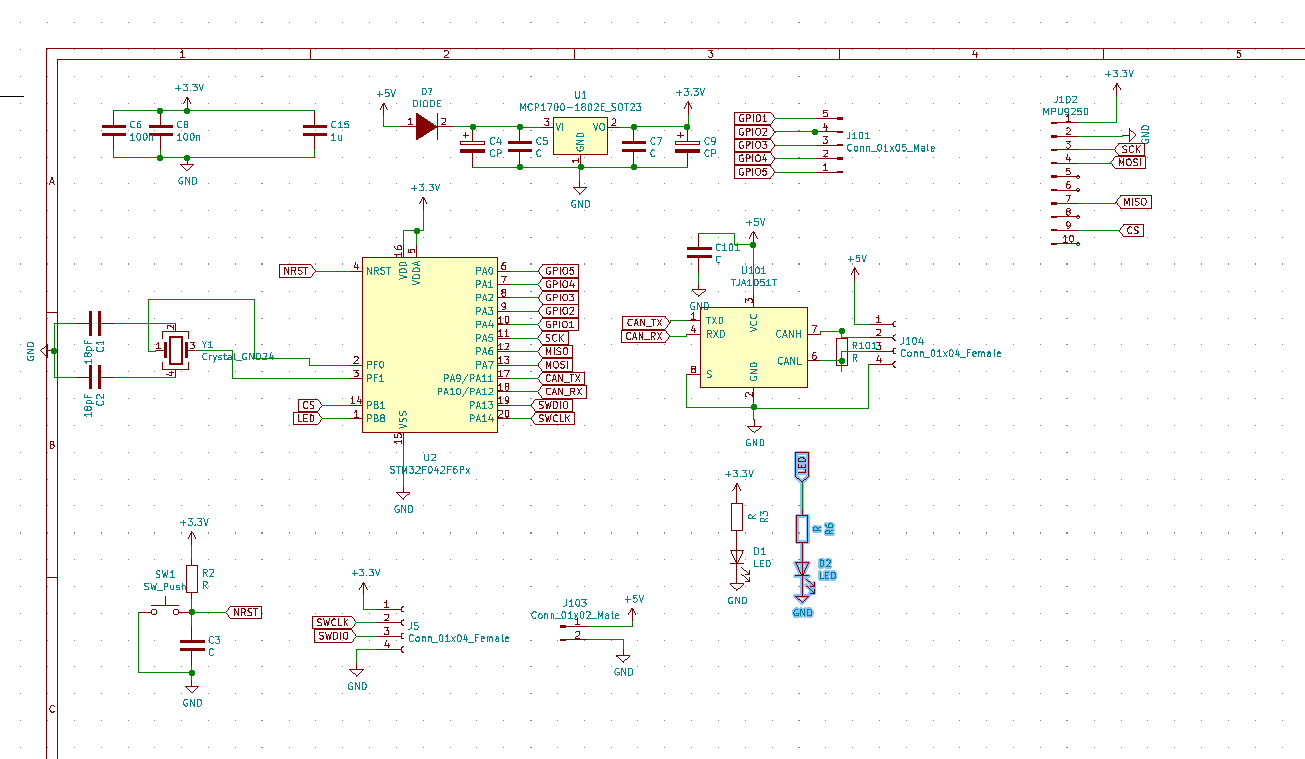 1 2 3 4 5
A
B
C
+3.3V
C6
100n
C8
100n
C15
1u
GND
+5V
D?
DIODE
1 2
U1
MCP1700-1802E_SOT23
3 VI
VO 2
GND
1
C4
CP
C5
C
C7
C
C9
CP
+3.3V
GND
GPIO1 5
GPIO2 4
GPIO3 3
GPIO4 2
GPIO5 1
J101
Conn_01x05_Male
+3.3V
J1D2
MPU9250
1
2 GND
3 SCK
4 MOSI
5
6
7 MISO
8
9 CS
10
+3.3V
16 VDD
5 VDDA
NRST 4 NRST
2 PF0
3 PF1
CS 14 PB1
LED 1 PB8
PA0 6 GPIO5
PA1 7 GPIO4
PA2 8 GPIO3
PA3 9 GPIO2
PA4 10 GPIO1
PA5 11 SCK
PA6 12 MISO
PA7 13 MOSI
PA9/PA11 17 CAN_TX
PA10/PA12 18 CAN_RX
PA13 19 SWDIO
PA14 20 SWCLK
VSS
15
U2
STM32F042F6Px
GND
GND
18pF
C1
18pF
C2
1 2 3 4
Y1
Crystal_GND24
+5V
C101
C
GND
U101
TJA1051T
3
VCC
CAN_TX 1 TXD
CAN_RX 4 RXD
8 S
CANH 7
CANL 6
GND
2
GND
R101
R
+5V
1
2
3
4
J104
Conn_01x04_Female
+3.3V
R
R3
D1
LED
GND
LED
R
R6
D2
LED
GND
+3.3V
R2
R
SW1
SW_Push
NRST
C3
C
GND
+3.3V
1
SWCLK 2
SWDIO 3
4
J5
Conn_01x04_Female
GND
J103
Conn_01x02_Male
1
2
+5V
GND